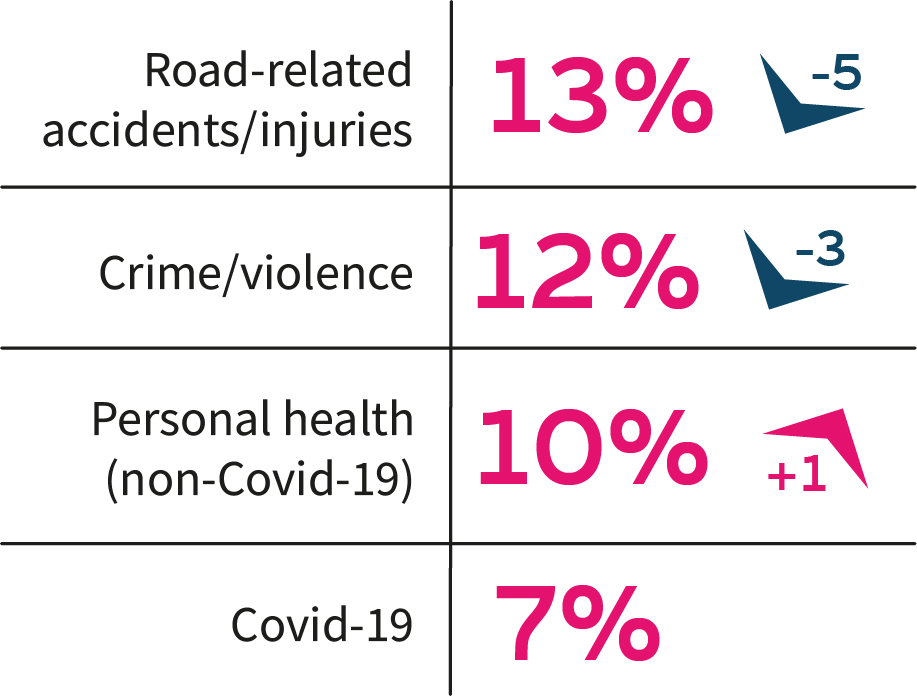 Road-related
accidents/injuries
13%
-5
Crime/violence
12%
-3
Personal health
(non-Covid-19)
10%
+1
Covid-19
7%